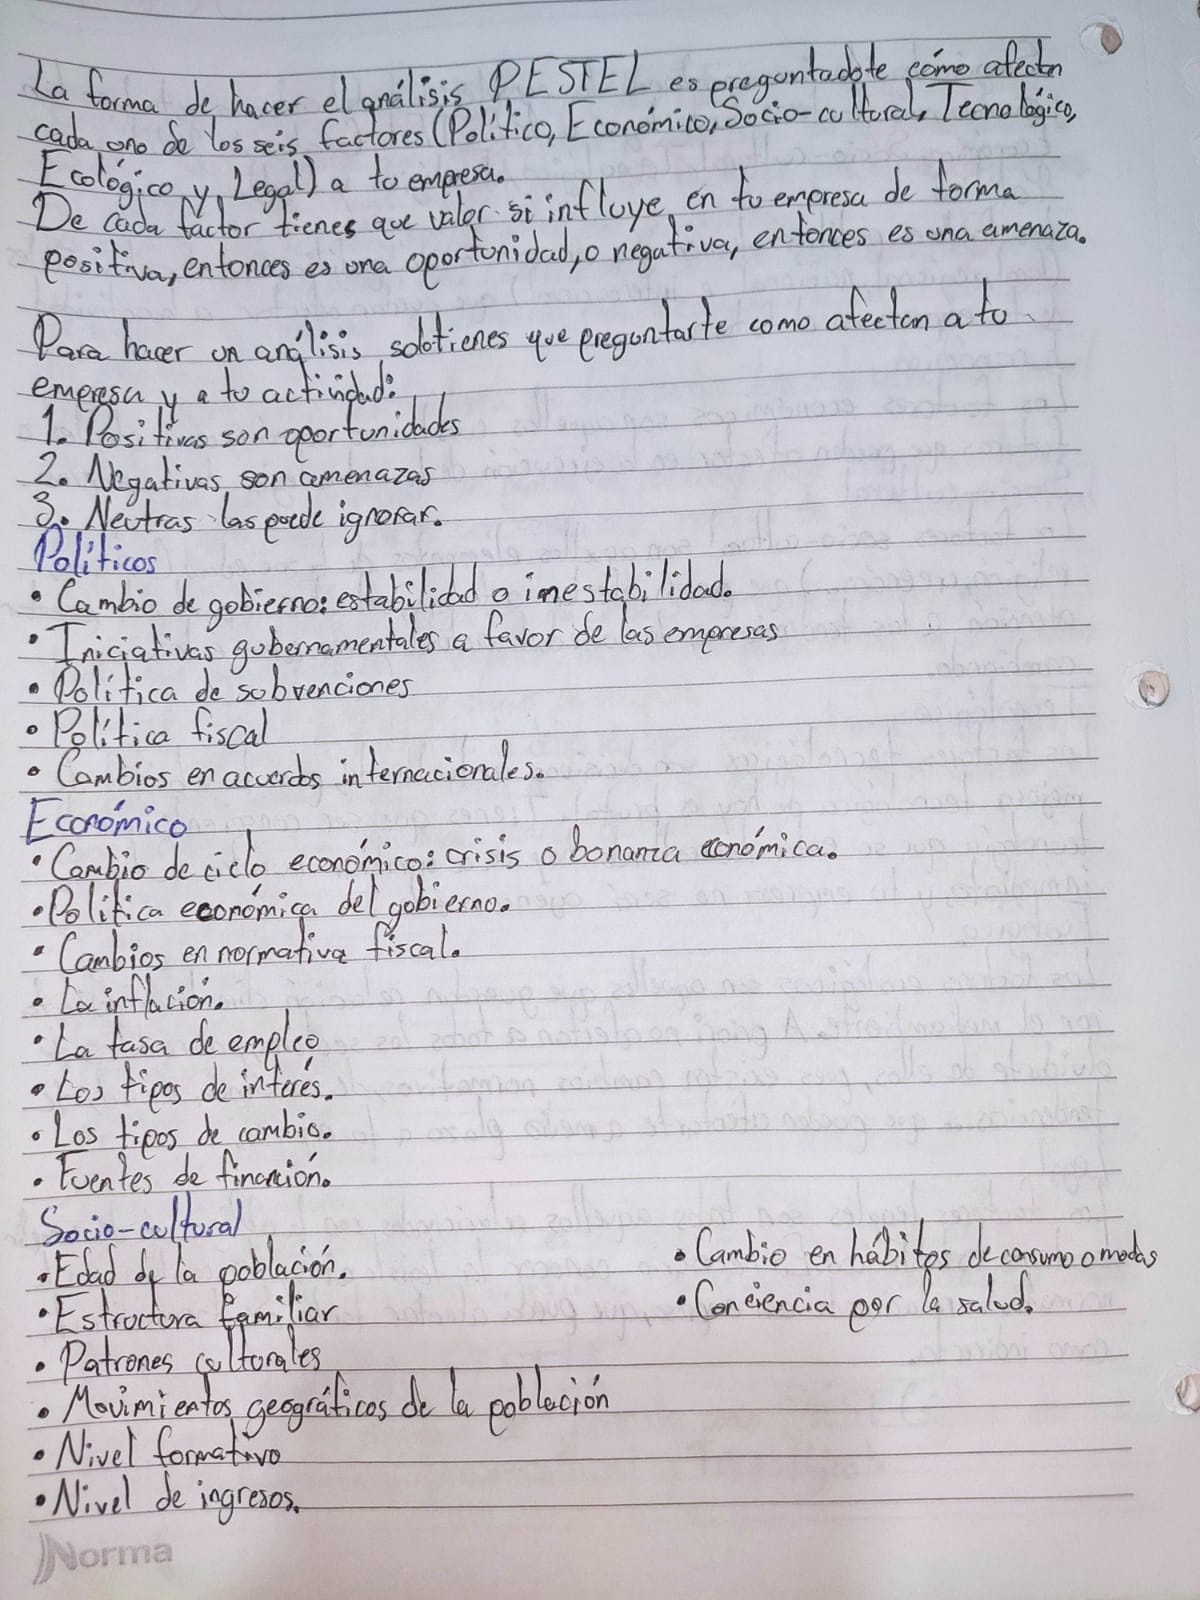 La forma de hacer el análisis PESTEL es preguntadote cómo afectan
cada uno de los seis factores (Político, Económico, Socio-cultural, Tecnológico,
Ecológico y Legal) a tu empresa.
De cada factor tienes que valor si influye en tu empresa de forma
positiva, entonces es una oportunidad, o negativa, entonces es una amenaza.
Para hacer un análisis solo tienes que preguntarte como afectan a tu
empresa y a tu actividad:
1. Positivas son oportunidades
2. Negativas son amenazas
3. Neutras las puede ignorar.
Políticos
• Cambio de gobierno: estabilidad o inestabilidad.
• Iniciativas gubernamentales a favor de las empresas
• Política de subvenciones
• Política fiscal
• Cambios en acuerdos internacionales.
Económico
• Cambio de ciclo económico: crisis o bonanza económica.
• Política económica del gobierno.
• Cambios en normativa fiscal.
• La inflación.
• La tasa de empleo
• Los tipos de interés.
• Los tipos de cambio.
• Fuentes de financión.
Socio-cultural
• Edad de la población.
• Estructura familiar
• Patrones culturales
• Movimientos geográficos de la población
• Nivel formativo
• Nivel de ingresos.
• Cambio en hábitos de consumo o modas
• Conciencia por la salud.
Norma